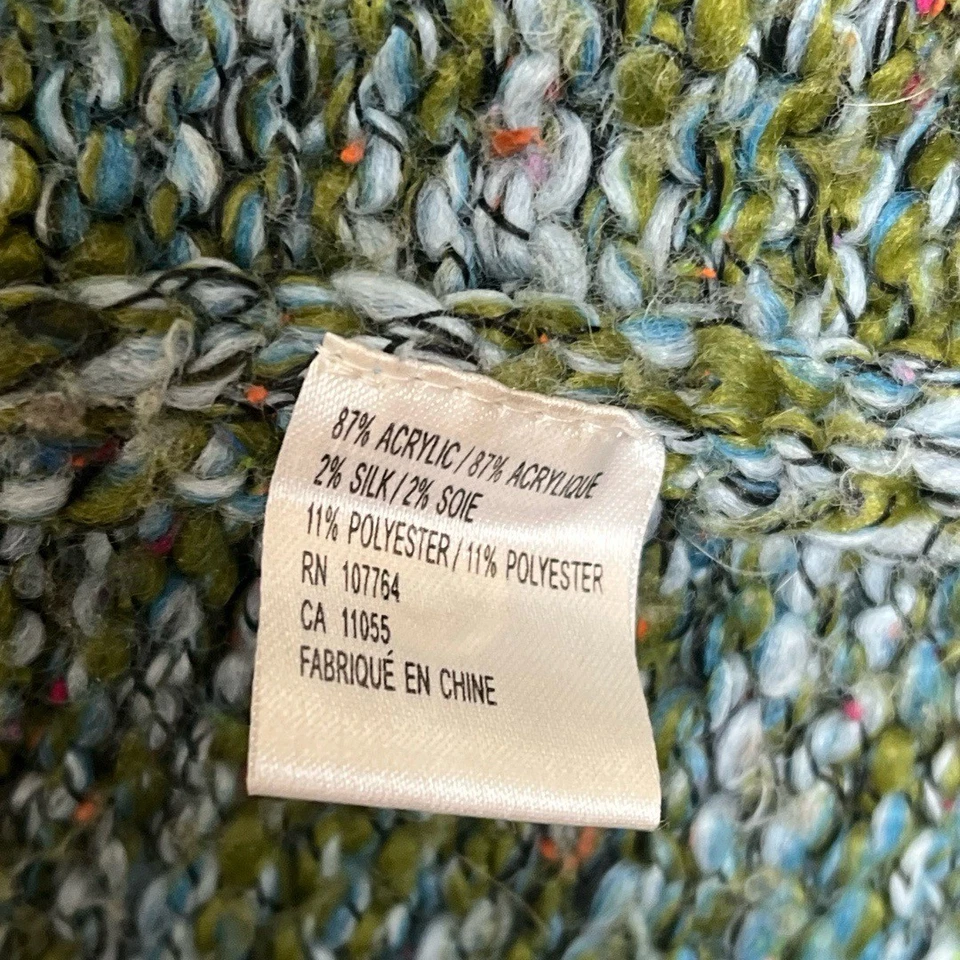 87% ACRYLIC / 87% ACRYLIQUE
2% SILK / 2% SOIE
11% POLYESTER / 11% POLYESTER
RN 107764
CA 11055
FABRIQUÉ EN CHINE